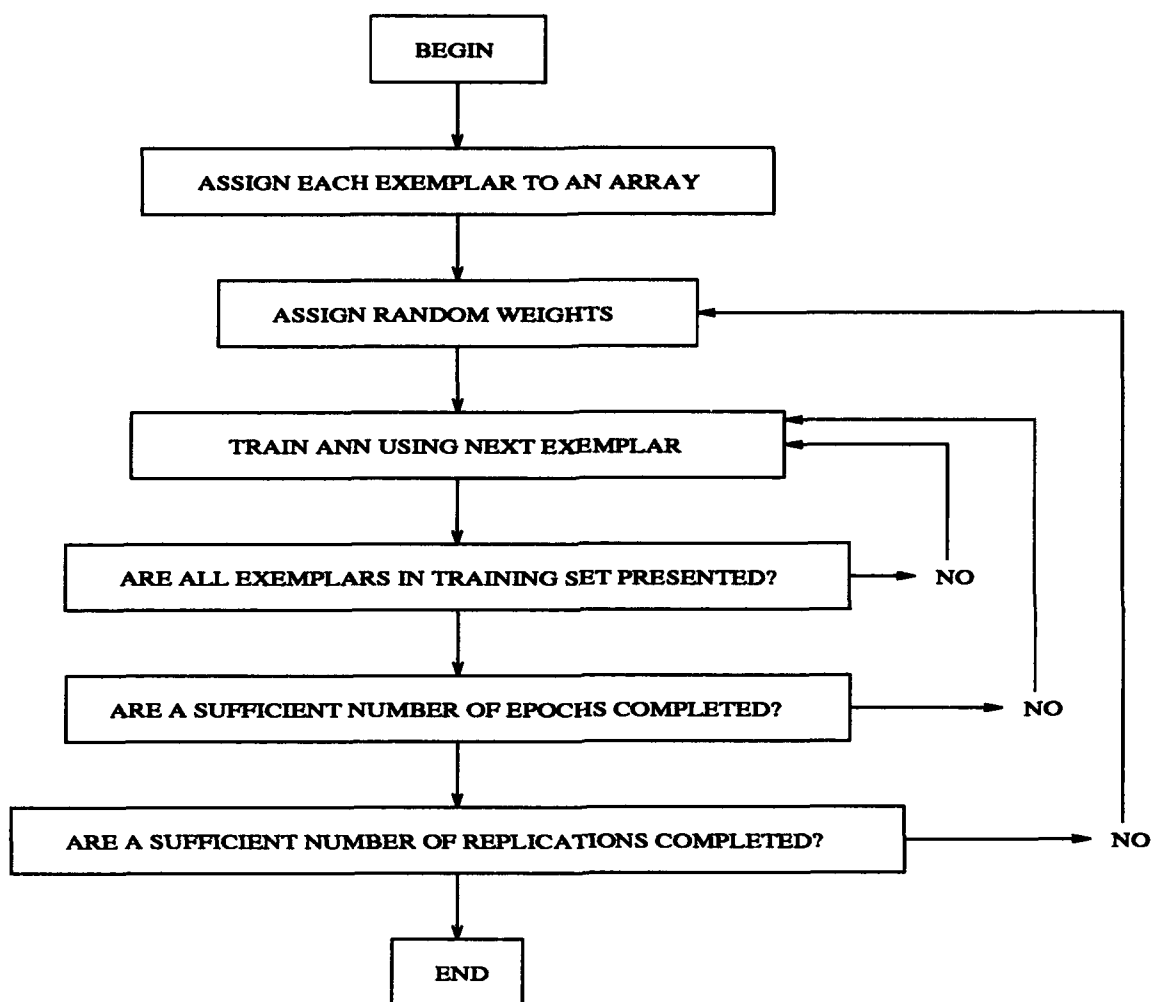 BEGIN
ASSIGN EACH EXEMPLAR TO AN ARRAY
ASSIGN RANDOM WEIGHTS
TRAIN ANN USING NEXT EXEMPLAR
ARE ALL EXEMPLARS IN TRAINING SET PRESENTED?
NO
ARE A SUFFICIENT NUMBER OF EPOCHS COMPLETED?
NO
ARE A SUFFICIENT NUMBER OF REPLICATIONS COMPLETED?
NO
END